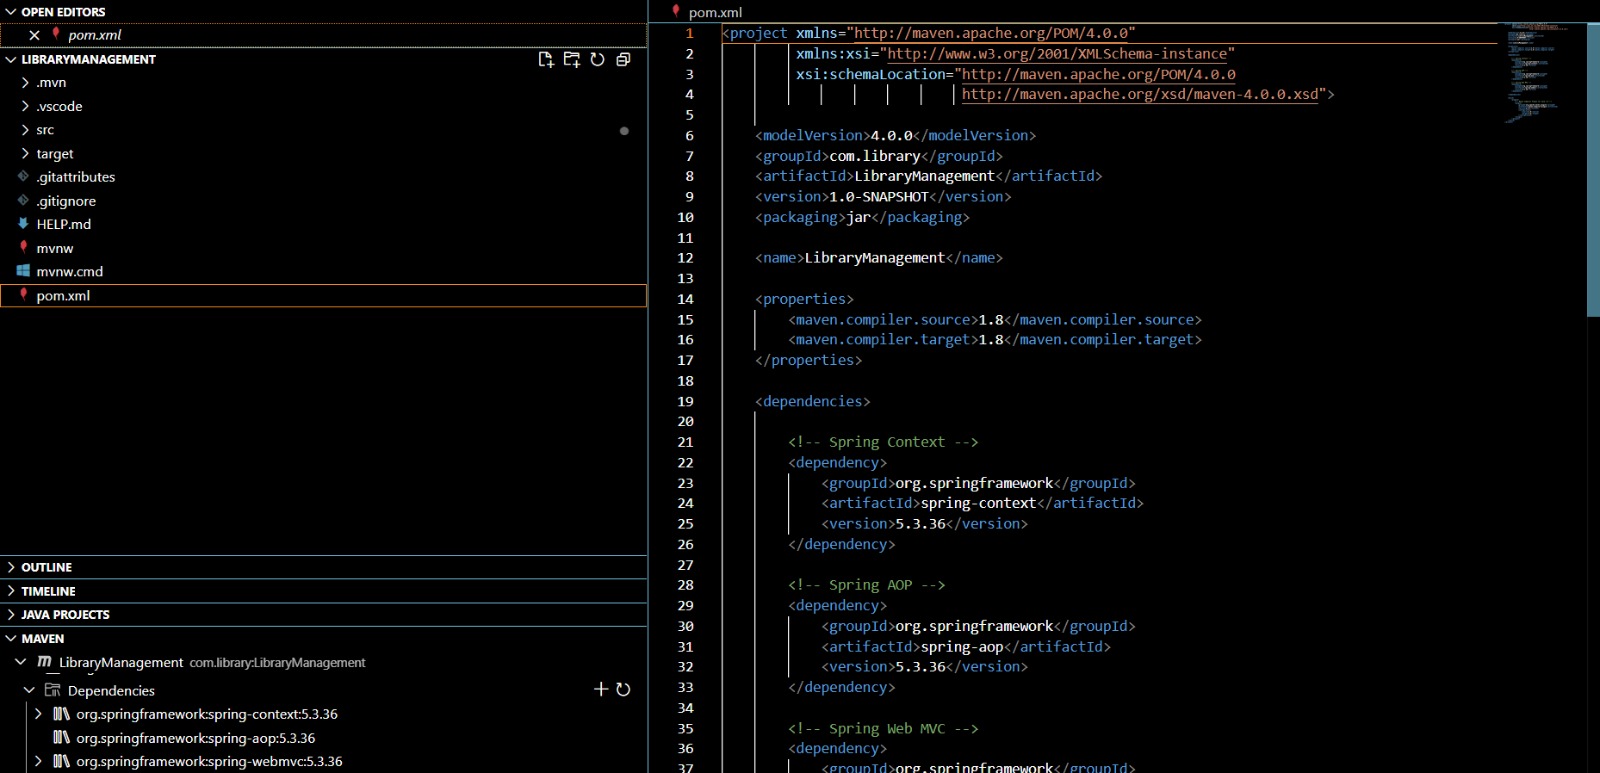 OPEN EDITORS
pom.xml
LIBRARYMANAGEMENT
.mvn
.vscode
src
target
.gitattributes
.gitignore
HELP.md
mvnw
mvnw.cmd
pom.xml
OUTLINE
TIMELINE
JAVA PROJECTS
MAVEN
LibraryManagement com.library:LibraryManagement
Dependencies
org.springframework:spring-context:5.3.36
org.springframework:spring-aop:5.3.36
org.springframework:spring-webmvc:5.3.36
pom.xml
1 <project xmlns="http://maven.apache.org/POM/4.0.0"
2 xmlns:xsi="http://www.w3.org/2001/XMLSchema-instance"
3 xsi:schemaLocation="http://maven.apache.org/POM/4.0.0
4 http://maven.apache.org/xsd/maven-4.0.0.xsd">
5
6 <modelVersion>4.0.0</modelVersion>
7 <groupId>com.library</groupId>
8 <artifactId>LibraryManagement</artifactId>
9 <version>1.0-SNAPSHOT</version>
10 <packaging>jar</packaging>
11
12 <name>LibraryManagement</name>
13
14 <properties>
15 <maven.compiler.source>1.8</maven.compiler.source>
16 <maven.compiler.target>1.8</maven.compiler.target>
17 </properties>
18
19 <dependencies>
20
21 <!-- Spring Context -->
22 <dependency>
23 <groupId>org.springframework</groupId>
24 <artifactId>spring-context</artifactId>
25 <version>5.3.36</version>
26 </dependency>
27
28 <!-- Spring AOP -->
29 <dependency>
30 <groupId>org.springframework</groupId>
31 <artifactId>spring-aop</artifactId>
32 <version>5.3.36</version>
33 </dependency>
34
35 <!-- Spring Web MVC -->
36 <dependency>
37 <groupId>org.springframework</groupId>